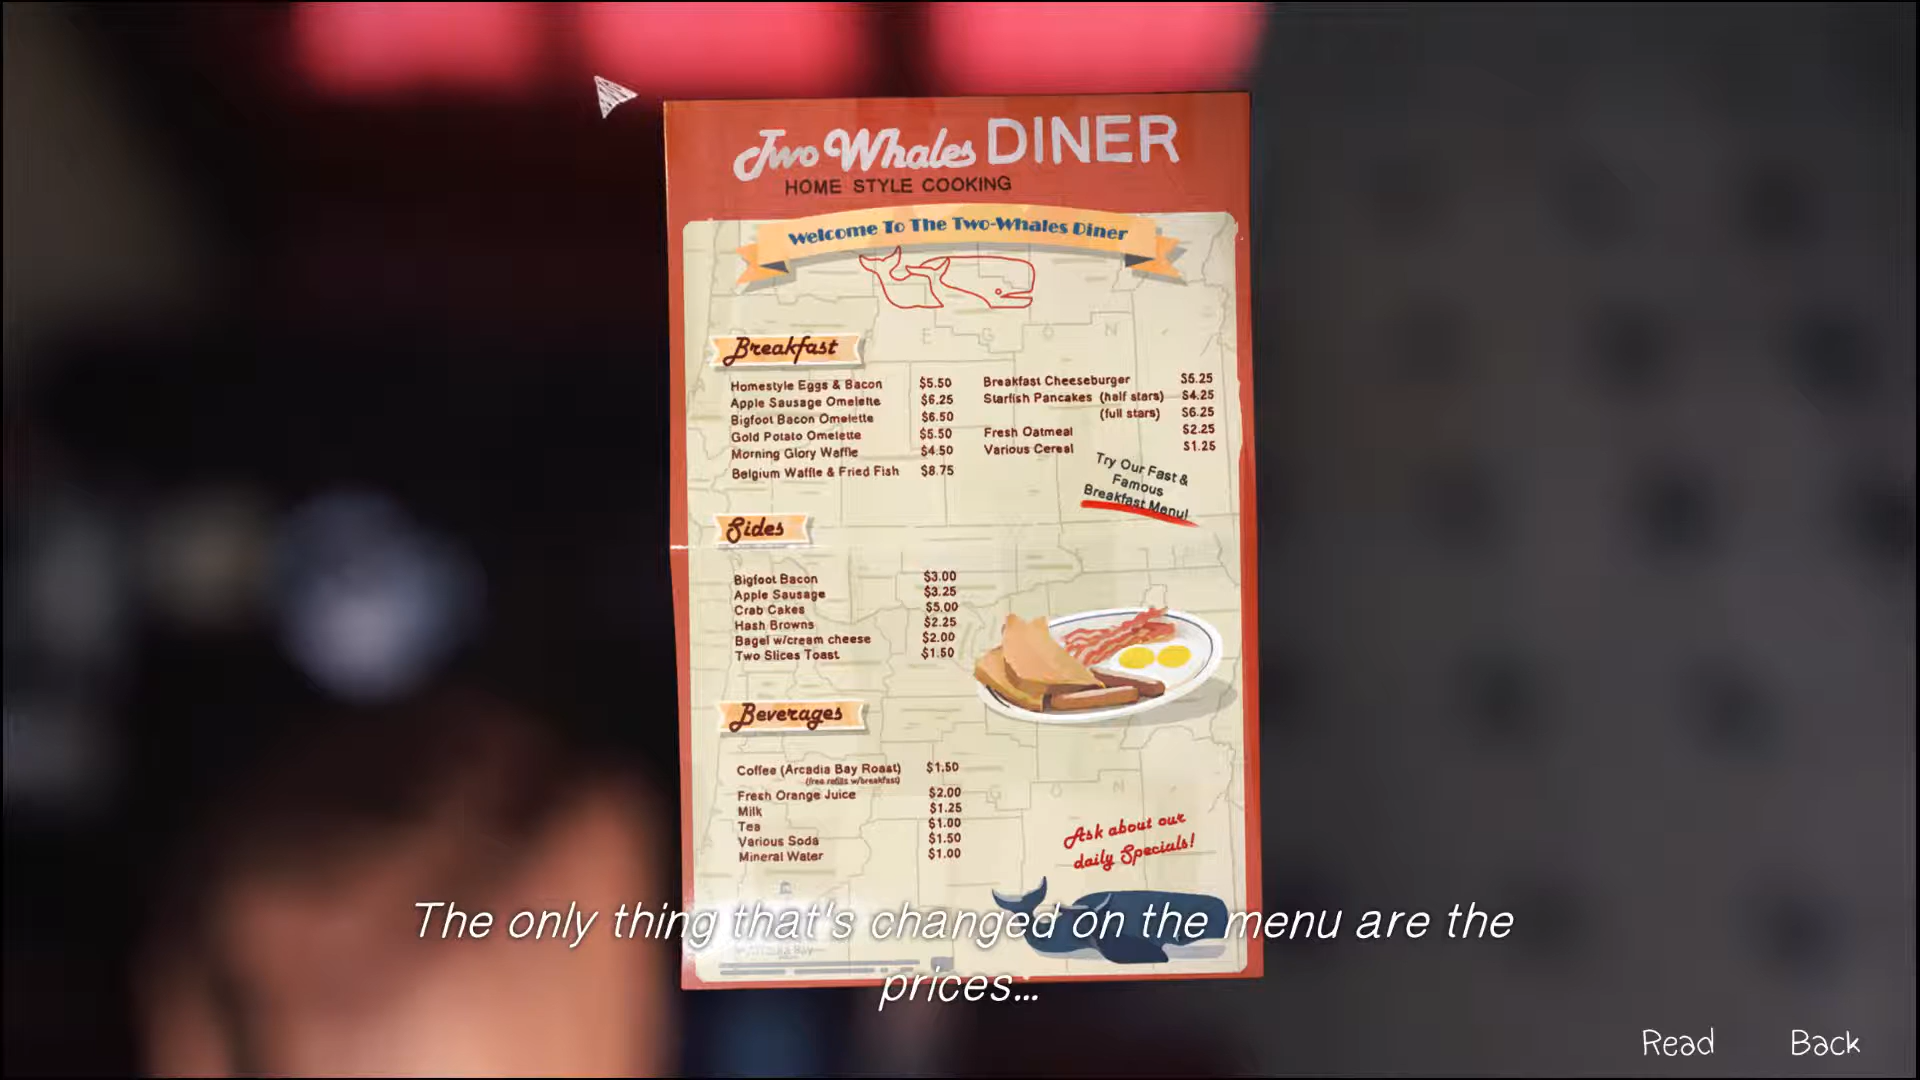 Two Whales DINER
HOME STYLE COOKING
Welcome To The Two-Whales Diner
E G O N
Breakfast
Homestyle Eggs & Bacon $5.50
Apple Sausage Omelette $6.25
Bigfoot Bacon Omelette $6.50
Gold Potato Omelette $5.50
Morning Glory Waffle $4.50
Belgium Waffle & Fried Fish $8.75
Breakfast Cheeseburger $5.25
Starfish Pancakes (half stars) $4.25
(full stars) $6.25
Fresh Oatmeal $2.25
Various Cereal $1.25
Try Our Fast &
Famous
Breakfast Menu!
Sides
Bigfoot Bacon $3.00
Apple Sausage $3.25
Crab Cakes $5.00
Hash Browns $2.25
Bagel w/cream cheese $2.00
Two Slices Toast $1.50
Beverages
Coffee (Arcadia Bay Roast) $1.50
(free refills w/breakfast)
Fresh Orange Juice $2.00
Milk $1.25
Tea $1.00
Various Soda $1.50
Mineral Water $1.00
G O N
Ask about our
daily Specials!
The only thing that's changed on the menu are the
prices...
Read Back